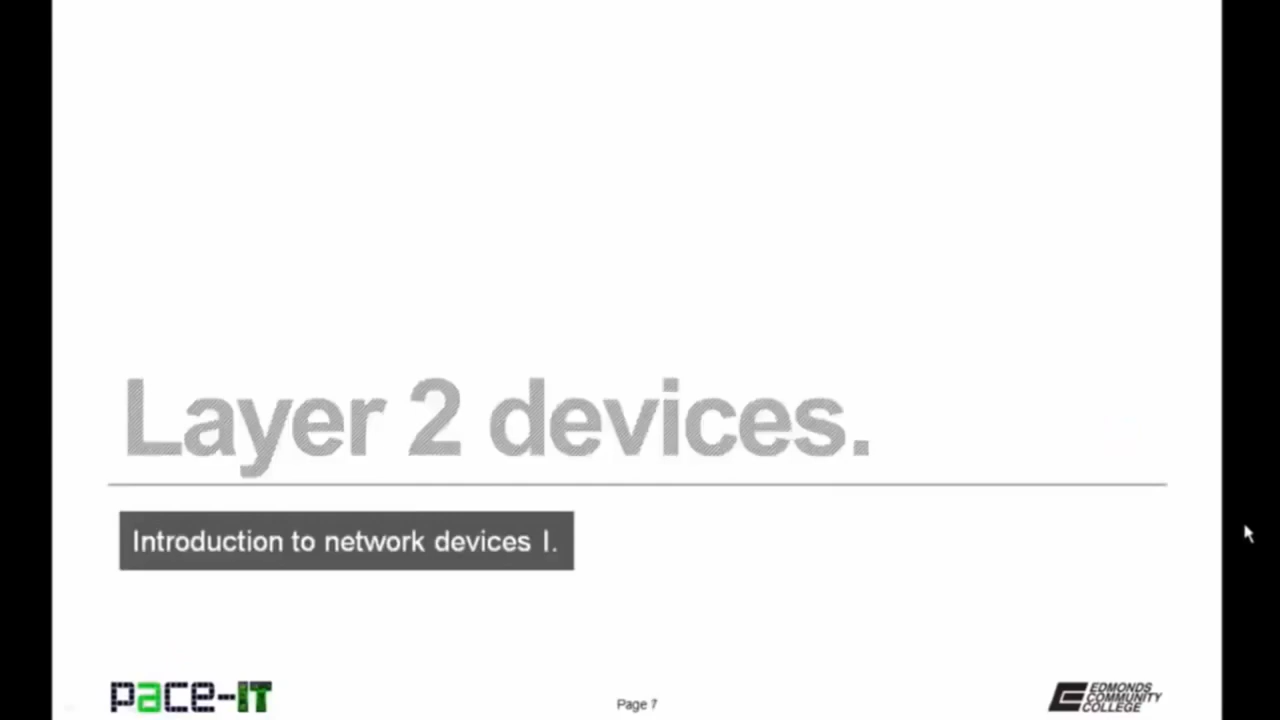 Layer 2 devices.
Introduction to network devices I.
pace-IT
Page 7
EDMONDS
COMMUNITY
COLLEGE